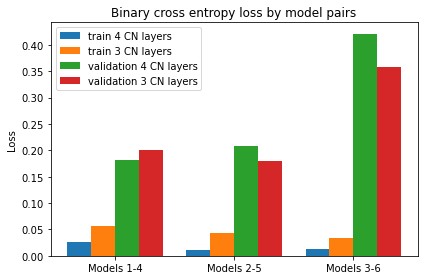 Binary cross entropy loss by model pairs
train 4 CN layers
train 3 CN layers
validation 4 CN layers
validation 3 CN layers
Loss
0.40
0.35
0.30
0.25
0.20
0.15
0.10
0.05
0.00
Models 1-4
Models 2-5
Models 3-6